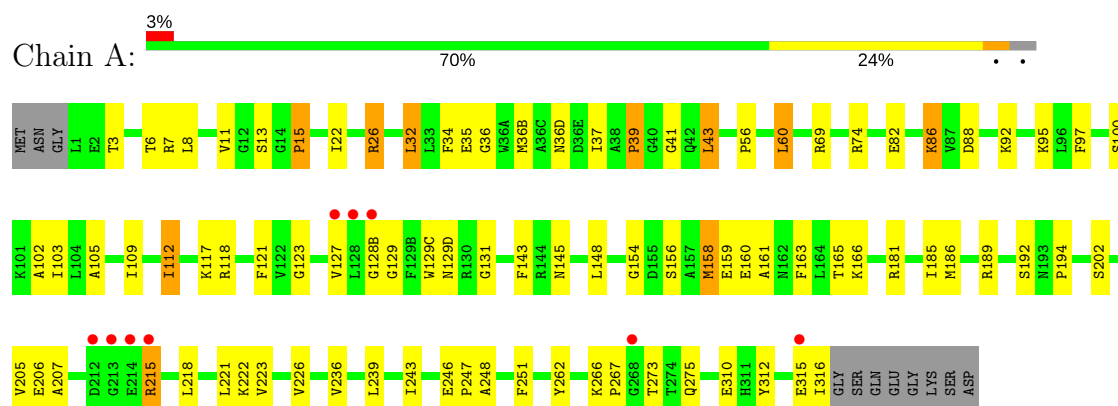 3%
Chain A:
70% 24% • •
MET ASN GLY L1 E2 T3 T6 R7 L8 V11 G12 S13 G14 P15 I22 R26 L32 L33 F34 E35 G36 W36A M36B A36C N36D D36E I37 A38 P39 G40 G41 Q42 L43 P56 L60 R69 R74 E82 K86 V87 D88 K92 K95 L96 F97 S100
K101 A102 I103 L104 A105 I109 I112 K117 R118 F121 V122 G123 V127 L128 G128B G129 F129B W129C N129D R130 G131 F143 R144 N145 L148 G154 D155 S156 A157 M158 E159 E160 A161 N162 F163 L164 T165 K166 R181 I185 M186 R189 S192 N193 P194 S202
V205 E206 A207 D212 G213 E214 R215 L218 L221 K222 V223 V226 V236 L239 I243 E246 P247 A248 F251 Y262 K266 P267 G268 T273 T274 Q275 E310 H311 Y312 E315 I316 GLY SER GLN GLU GLY LYS SER ASP